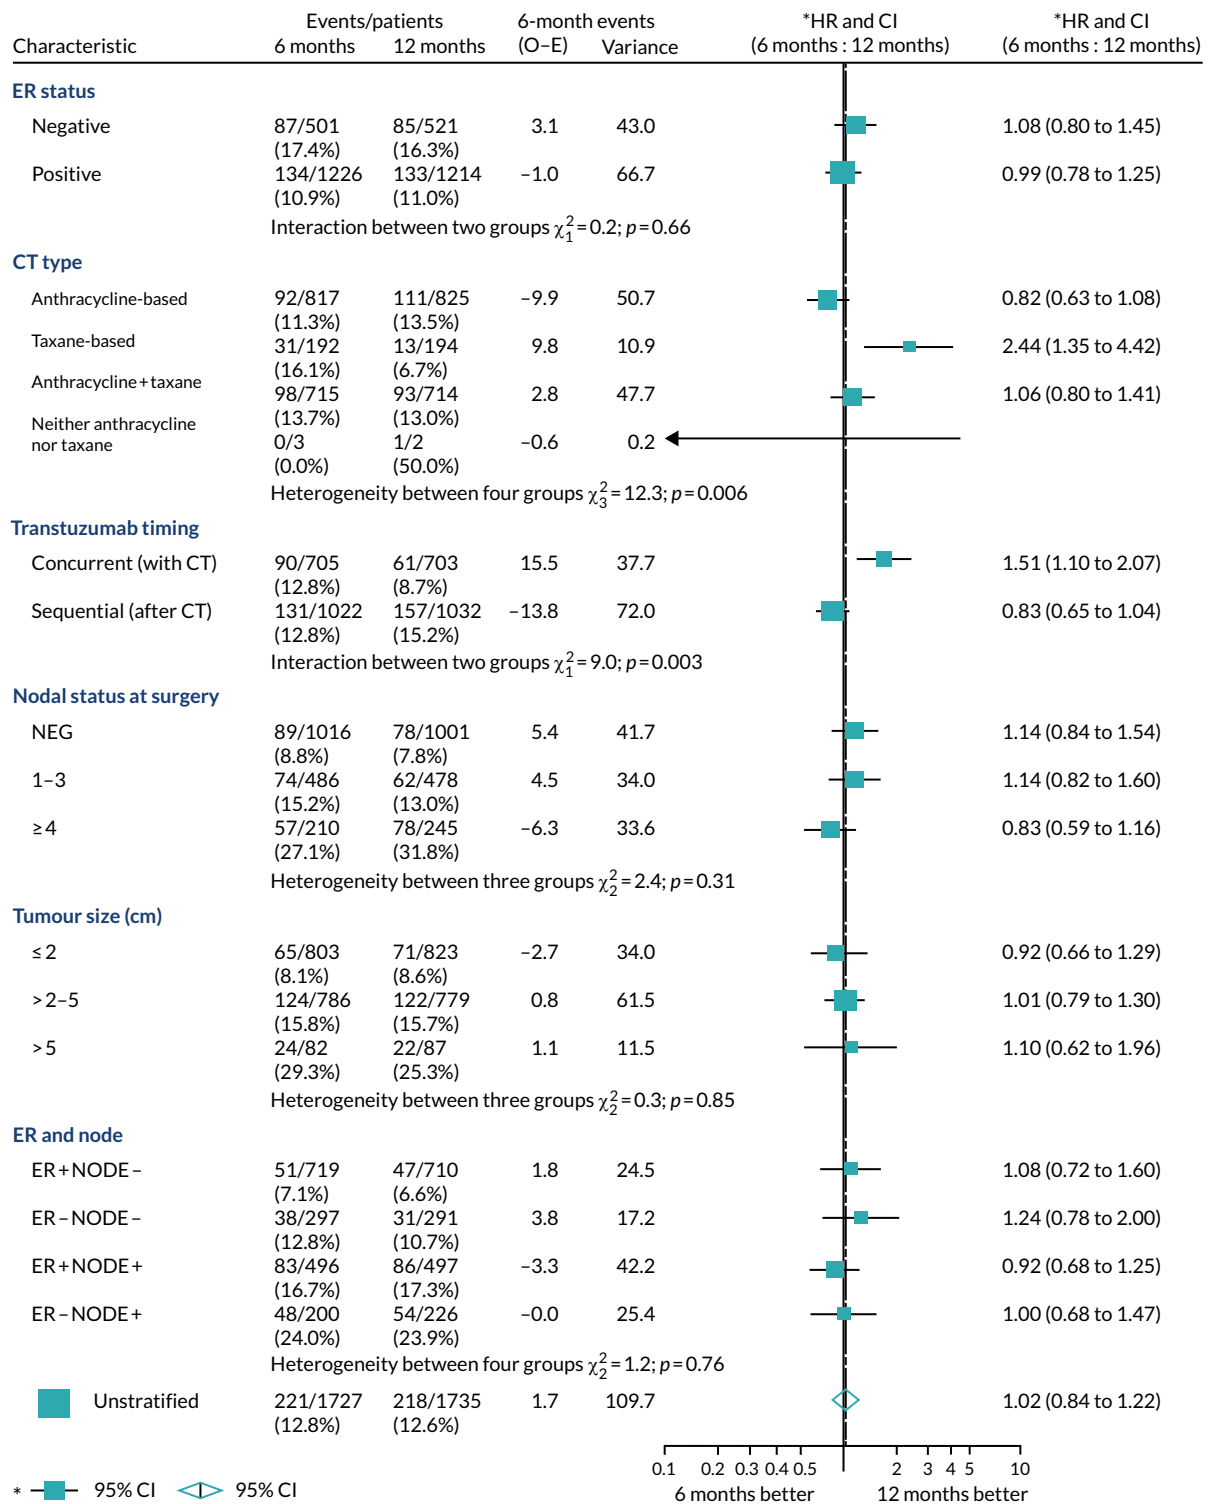 Events/patients 6-month events *HR and CI *HR and CI
Characteristic 6 months 12 months (O–E) Variance (6 months : 12 months) (6 months : 12 months)
ER status
Negative 87/501 85/521 3.1 43.0 1.08 (0.80 to 1.45)
(17.4%) (16.3%)
Positive 134/1226 133/1214 –1.0 66.7 0.99 (0.78 to 1.25)
(10.9%) (11.0%)
Interaction between two groups χ²₁=0.2; p=0.66
CT type
Anthracycline-based 92/817 111/825 –9.9 50.7 0.82 (0.63 to 1.08)
(11.3%) (13.5%)
Taxane-based 31/192 13/194 9.8 10.9 2.44 (1.35 to 4.42)
(16.1%) (6.7%)
Anthracycline+taxane 98/715 93/714 2.8 47.7 1.06 (0.80 to 1.41)
(13.7%) (13.0%)
Neither anthracycline
nor taxane 0/3 1/2 –0.6 0.2
(0.0%) (50.0%)
Heterogeneity between four groups χ²₃=12.3; p=0.006
Transtuzumab timing
Concurrent (with CT) 90/705 61/703 15.5 37.7 1.51 (1.10 to 2.07)
(12.8%) (8.7%)
Sequential (after CT) 131/1022 157/1032 –13.8 72.0 0.83 (0.65 to 1.04)
(12.8%) (15.2%)
Interaction between two groups χ²₁=9.0; p=0.003
Nodal status at surgery
NEG 89/1016 78/1001 5.4 41.7 1.14 (0.84 to 1.54)
(8.8%) (7.8%)
1–3 74/486 62/478 4.5 34.0 1.14 (0.82 to 1.60)
(15.2%) (13.0%)
≥4 57/210 78/245 –6.3 33.6 0.83 (0.59 to 1.16)
(27.1%) (31.8%)
Heterogeneity between three groups χ²₂=2.4; p=0.31
Tumour size (cm)
≤2 65/803 71/823 –2.7 34.0 0.92 (0.66 to 1.29)
(8.1%) (8.6%)
>2–5 124/786 122/779 0.8 61.5 1.01 (0.79 to 1.30)
(15.8%) (15.7%)
>5 24/82 22/87 1.1 11.5 1.10 (0.62 to 1.96)
(29.3%) (25.3%)
Heterogeneity between three groups χ²₂=0.3; p=0.85
ER and node
ER+NODE– 51/719 47/710 1.8 24.5 1.08 (0.72 to 1.60)
(7.1%) (6.6%)
ER–NODE– 38/297 31/291 3.8 17.2 1.24 (0.78 to 2.00)
(12.8%) (10.7%)
ER+NODE+ 83/496 86/497 –3.3 42.2 0.92 (0.68 to 1.25)
(16.7%) (17.3%)
ER–NODE+ 48/200 54/226 –0.0 25.4 1.00 (0.68 to 1.47)
(24.0%) (23.9%)
Heterogeneity between four groups χ²₂=1.2; p=0.76
Unstratified 221/1727 218/1735 1.7 109.7 1.02 (0.84 to 1.22)
(12.8%) (12.6%)
0.1 0.2 0.3 0.4 0.5 2 3 4 5 10
* 95% CI 95% CI 6 months better 12 months better